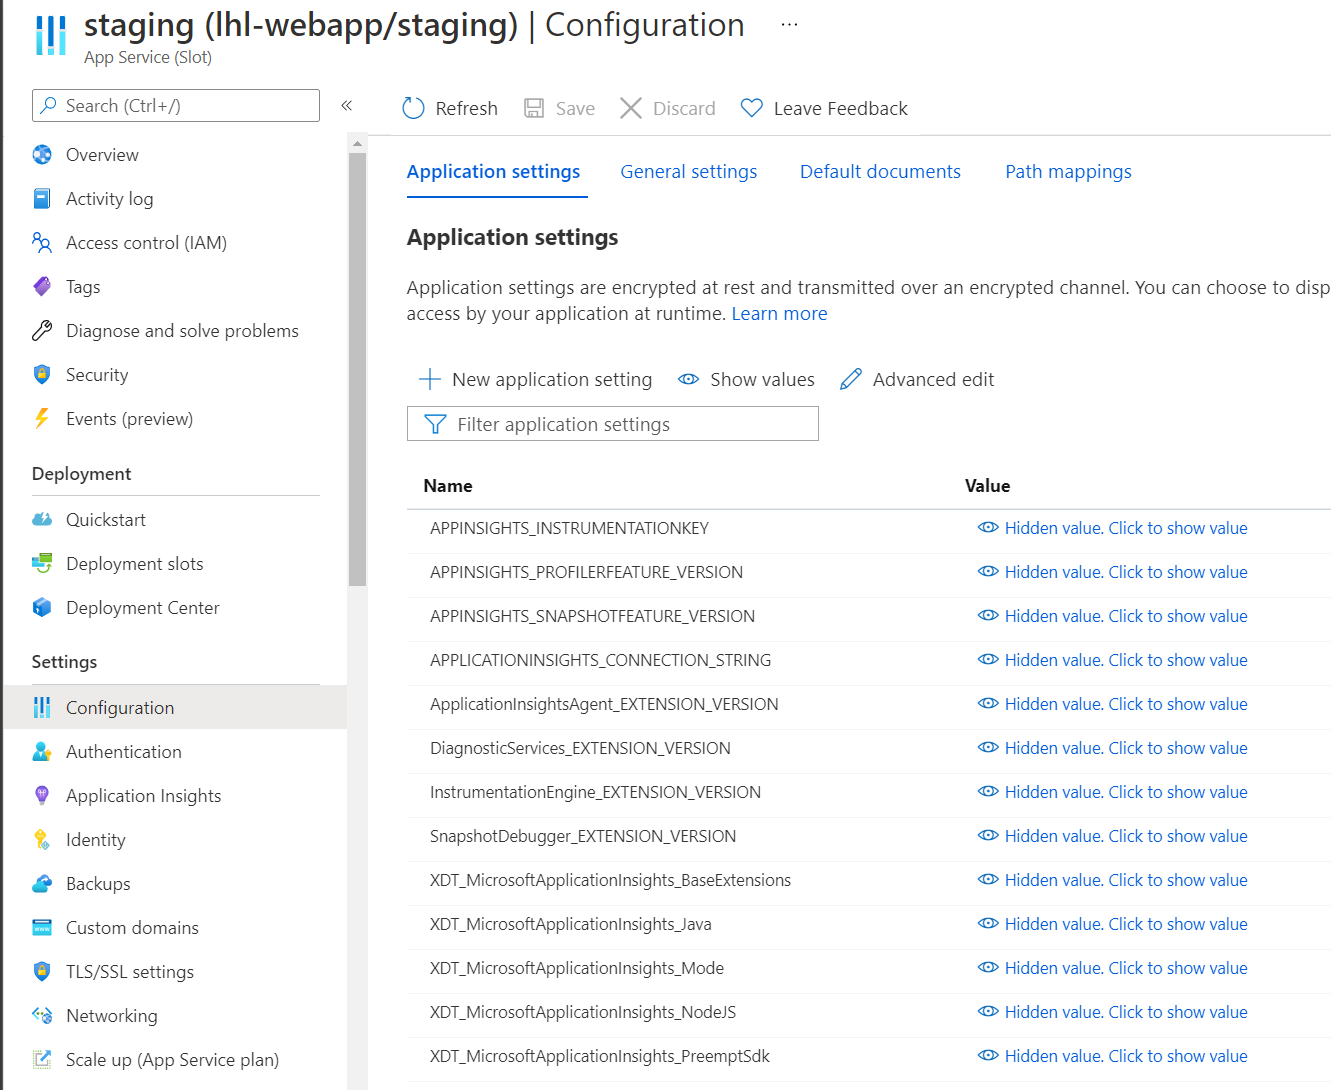 staging (lhl-webapp/staging) | Configuration ...
App Service (Slot)
Search (Ctrl+/)
«
Overview
Activity log
Access control (IAM)
Tags
Diagnose and solve problems
Security
Events (preview)
Deployment
Quickstart
Deployment slots
Deployment Center
Settings
Configuration
Authentication
Application Insights
Identity
Backups
Custom domains
TLS/SSL settings
Networking
Scale up (App Service plan)
Refresh Save Discard Leave Feedback
Application settings General settings Default documents Path mappings
Application settings
Application settings are encrypted at rest and transmitted over an encrypted channel. You can choose to disp
access by your application at runtime. Learn more
New application setting Show values Advanced edit
Filter application settings
Name Value
APPINSIGHTS_INSTRUMENTATIONKEY Hidden value. Click to show value
APPINSIGHTS_PROFILERFEATURE_VERSION Hidden value. Click to show value
APPINSIGHTS_SNAPSHOTFEATURE_VERSION Hidden value. Click to show value
APPLICATIONINSIGHTS_CONNECTION_STRING Hidden value. Click to show value
ApplicationInsightsAgent_EXTENSION_VERSION Hidden value. Click to show value
DiagnosticServices_EXTENSION_VERSION Hidden value. Click to show value
InstrumentationEngine_EXTENSION_VERSION Hidden value. Click to show value
SnapshotDebugger_EXTENSION_VERSION Hidden value. Click to show value
XDT_MicrosoftApplicationInsights_BaseExtensions Hidden value. Click to show value
XDT_MicrosoftApplicationInsights_Java Hidden value. Click to show value
XDT_MicrosoftApplicationInsights_Mode Hidden value. Click to show value
XDT_MicrosoftApplicationInsights_NodeJS Hidden value. Click to show value
XDT_MicrosoftApplicationInsights_PreemptSdk Hidden value. Click to show value